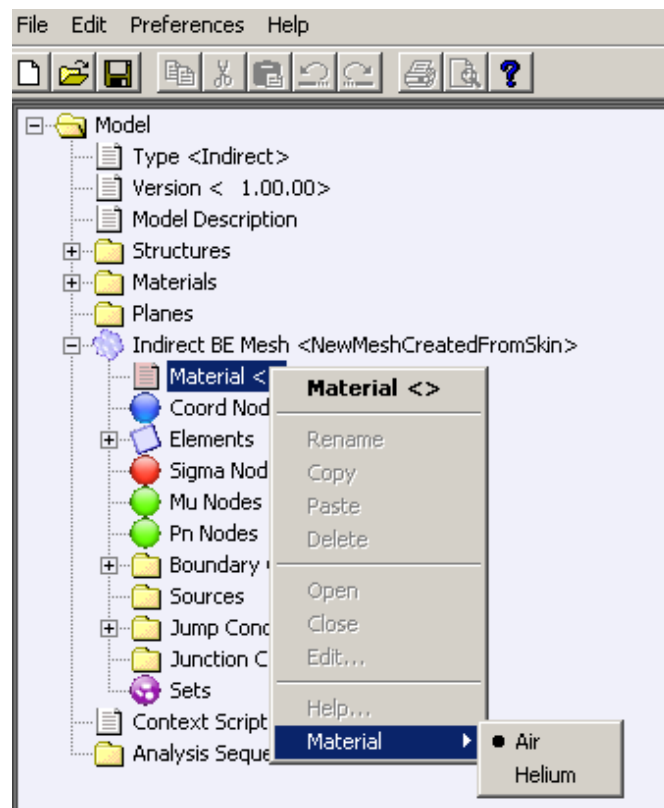 File Edit Preferences Help
Model
Type <Indirect>
Version < 1.00.00>
Model Description
Structures
Materials
Planes
Indirect BE Mesh <NewMeshCreatedFromSkin>
Material <
Coord Nod
Elements
Sigma Nod
Mu Nodes
Pn Nodes
Boundary
Sources
Jump Cond
Junction C
Sets
Context Script
Analysis Seque
Material <>
Rename
Copy
Paste
Delete
Open
Close
Edit...
Help...
Material
Air
Helium